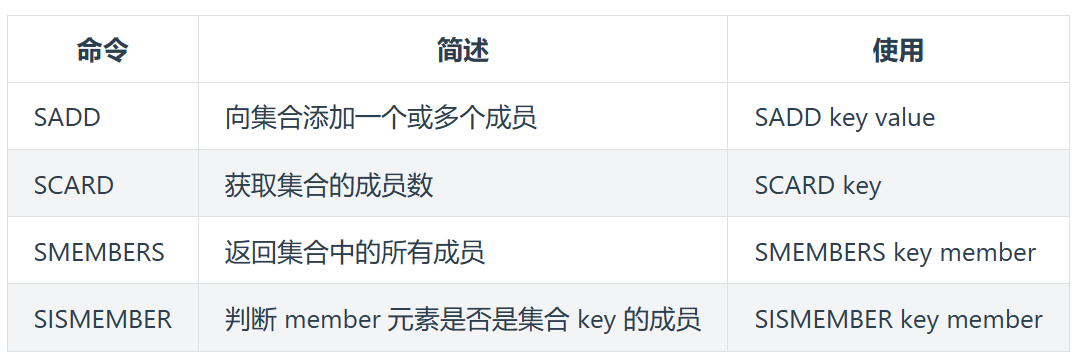 命令 简述 使用
SADD 向集合添加一个或多个成员 SADD key value
SCARD 获取集合的成员数 SCARD key
SMEMBERS 返回集合中的所有成员 SMEMBERS key member
SISMEMBER 判断 member 元素是否是集合 key 的成员 SISMEMBER key member